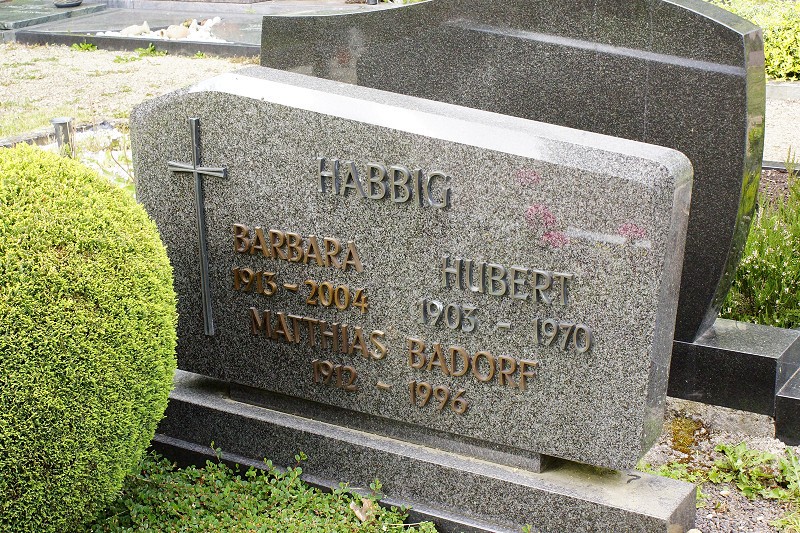 HABBIG
BARBARA
1913 - 2004
HUBERT
1903 - 1970
MATTHIAS BADORF
1912 - 1996